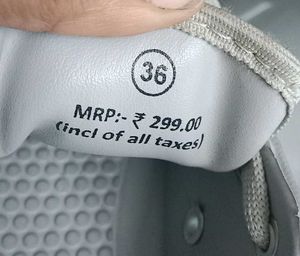 36
MRP:- ₹ 299.00
(incl of all taxes)